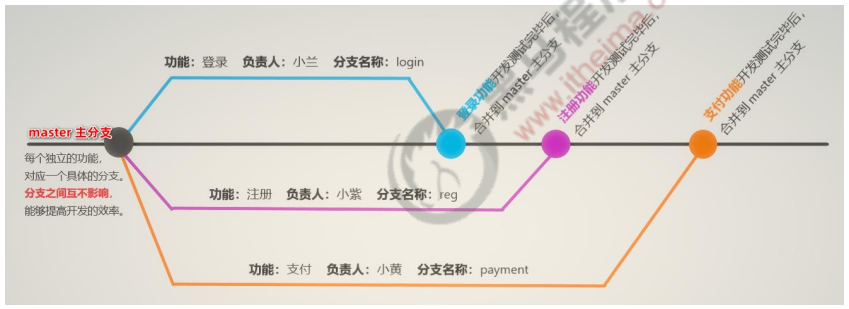 功能：登录 负责人：小兰 分支名称：login
登录功能开发测试完毕后，
合并到 master 主分支
注册功能开发测试完毕后，
合并到 master 主分支
支付功能开发测试完毕后，
合并到 master 主分支
master 主分支
每个独立的功能，
对应一个具体的分支。
分支之间互不影响，
能够提高开发的效率。
功能：注册 负责人：小紫 分支名称：reg
功能：支付 负责人：小黄 分支名称：payment
www.itheima.c